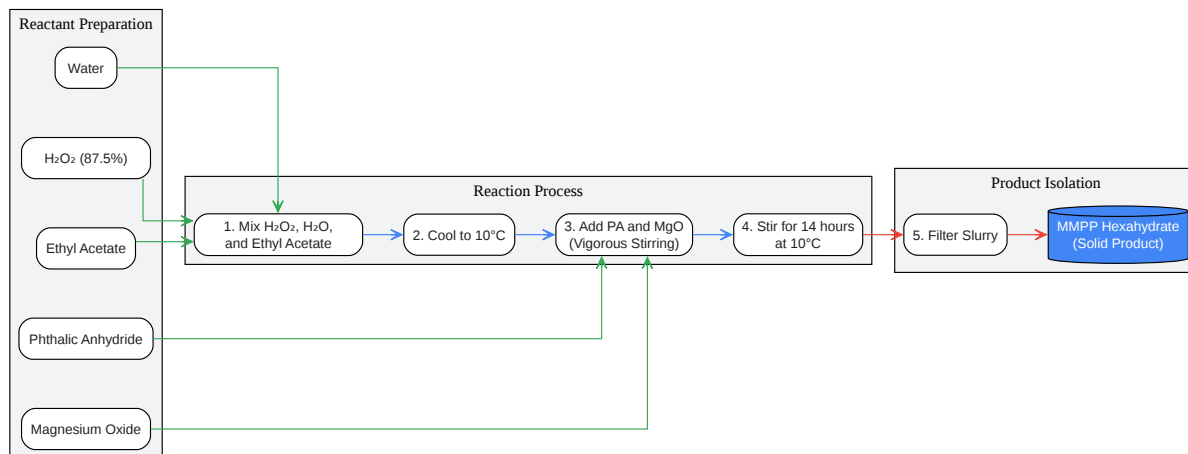 Reactant Preparation
Water
H₂O₂ (87.5%)
Ethyl Acetate
Phthalic Anhydride
Magnesium Oxide
Reaction Process
1. Mix H₂O₂, H₂O,
and Ethyl Acetate
2. Cool to 10°C
3. Add PA and MgO
(Vigorous Stirring)
4. Stir for 14 hours
at 10°C
Product Isolation
5. Filter Slurry
MMPP Hexahydrate
(Solid Product)